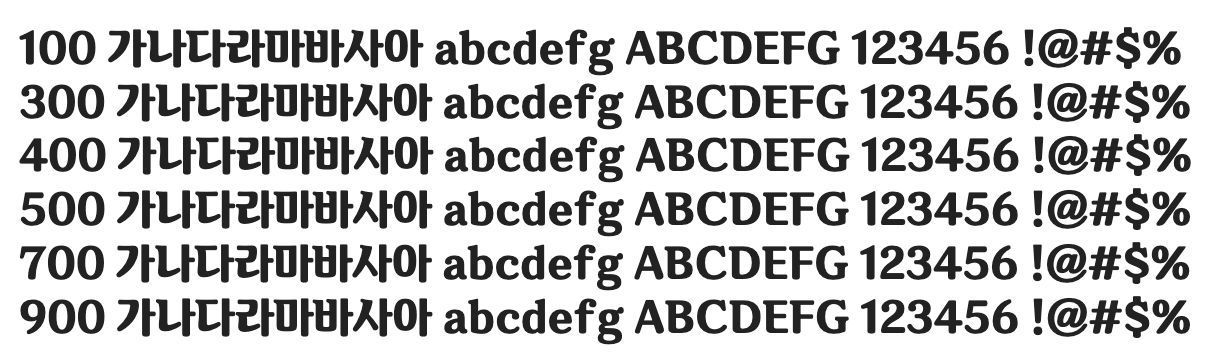 100 가나다라마바사아 abcdefg ABCDEFG 123456 !@#$%
300 가나다라마바사아 abcdefg ABCDEFG 123456 !@#$%
400 가나다라마바사아 abcdefg ABCDEFG 123456 !@#$%
500 가나다라마바사아 abcdefg ABCDEFG 123456 !@#$%
700 가나다라마바사아 abcdefg ABCDEFG 123456 !@#$%
900 가나다라마바사아 abcdefg ABCDEFG 123456 !@#$%